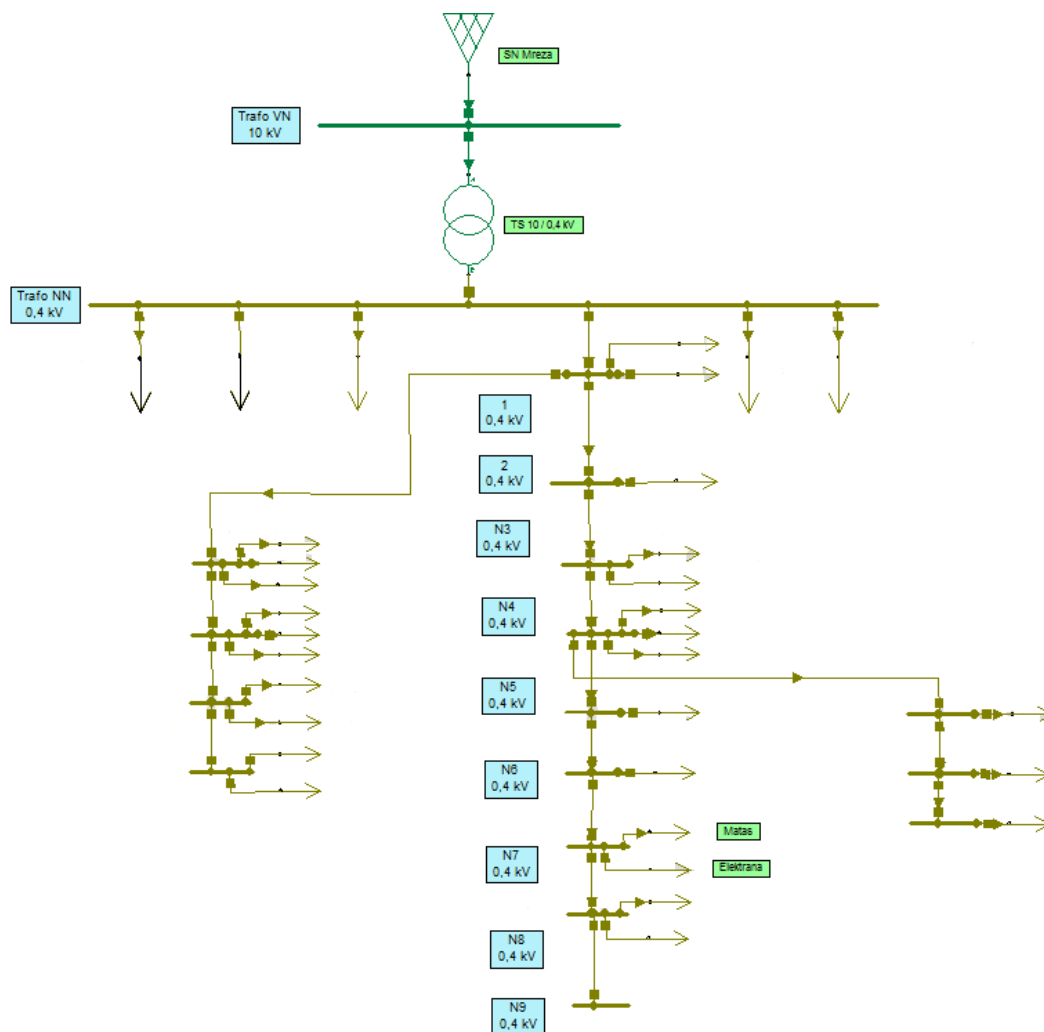 SN Mreza
Trafo VN
10 kV
TS 10 / 0,4 kV
Trafo NN
0,4 kV
1
0,4 kV
2
0,4 kV
N3
0,4 kV
N4
0,4 kV
N5
0,4 kV
N6
0,4 kV
Matas
N7
0,4 kV
Elektrana
N8
0,4 kV
N9
0,4 kV